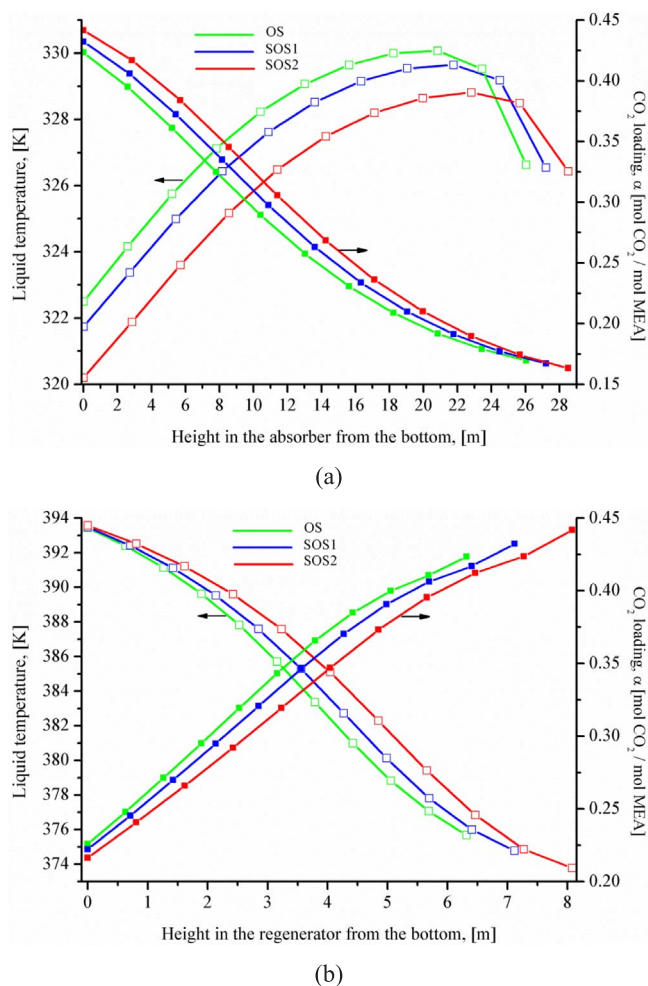 (a)
OS
SOS1
SOS2
330
328
326
324
322
320
Liquid temperature, [K]
0.45
0.40
0.35
0.30
0.25
0.20
0.15
CO₂ loading, α [mol CO₂ / mol MEA]
0 2 4 6 8 10 12 14 16 18 20 22 24 26 28
Height in the absorber from the bottom, [m]
(a)
OS
SOS1
SOS2
394
392
390
388
386
384
382
380
378
376
374
Liquid temperature, [K]
0.45
0.40
0.35
0.30
0.25
0.20
CO₂ loading, α [mol CO₂ / mol MEA]
0 1 2 3 4 5 6 7 8
Height in the regenerator from the bottom, [m]
(b)